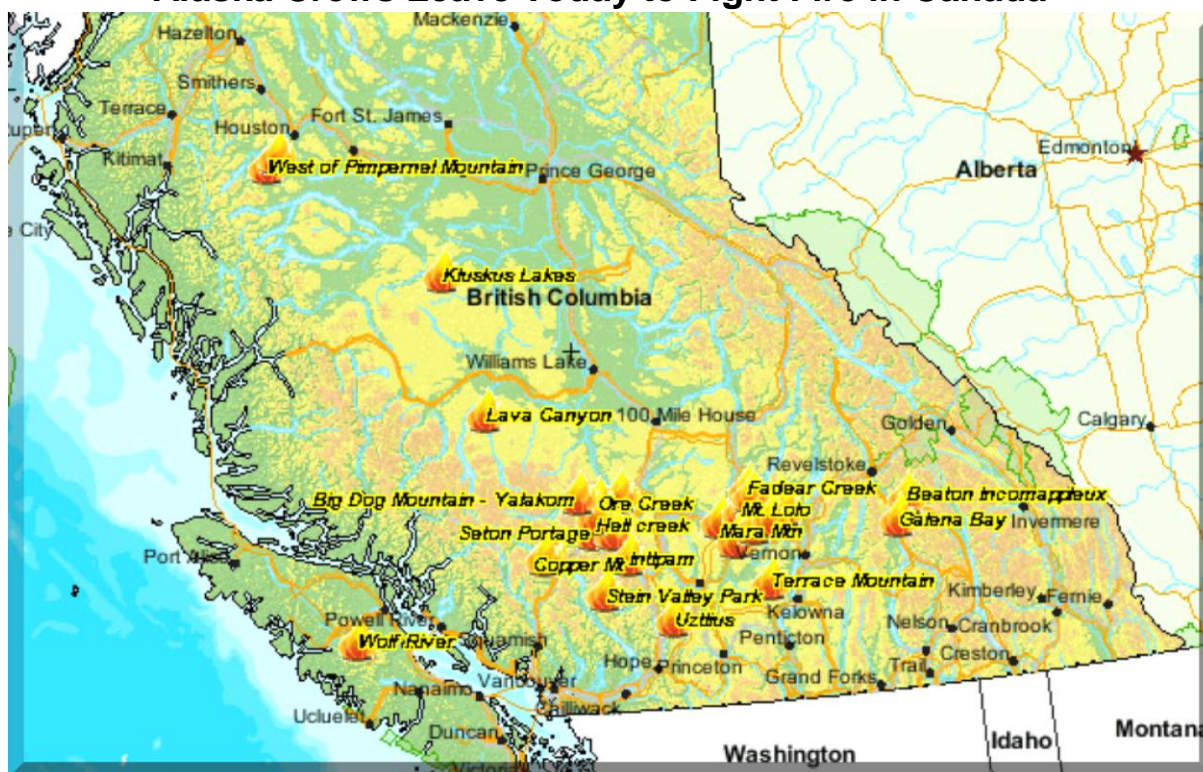 Alaska Crews Leave Today to Fight Fire in Canada
Mackenzie
Hazelton
Smithers
Terrace
Fort St. James
Houston
Edmonton
Kitimat
West of Pimpernel Mountain
Prince George
Alberta
e City
Kluskus Lakes
British Columbia
Williams Lake
Lava Canyon
100 Mile House
Golden
Calgary
Revelstoke
Big Dog Mountain - Yalakom
Ore Creek
Fadear Creek
Beaton Incomappleux
Mt. Lolo
Seton Portage
Hell creek
Mara Mtn
Galena Bay
Invermere
Port
Copper Mt
Intlpam
Vernon
Terrace Mountain
Stein Valley Park
Kelowna
Kimberley
Fernie
Powell River
Uztlius
Nelson
Cranbrook
Wolf River
Penticton
Hope
Princeton
Trail
Creston
Nanaimo
Vancouver
Grand Forks
Ucluelet
Duncan
Washington
Idaho
Montana